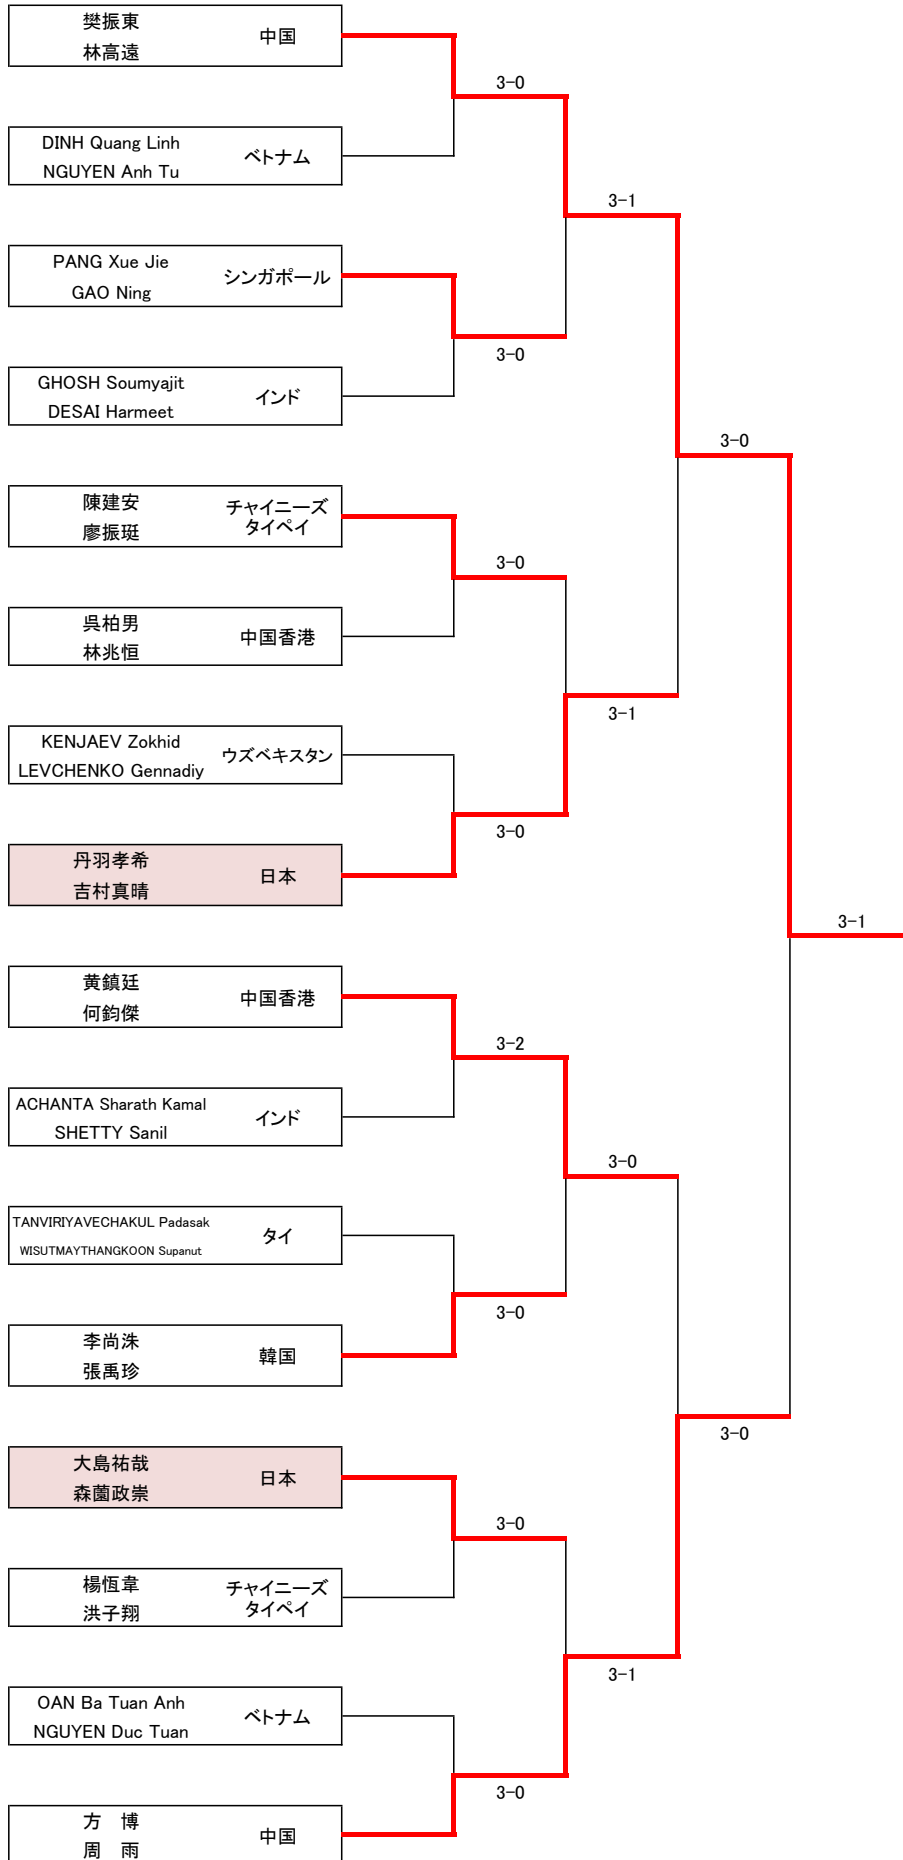 樊振東
林高遠
中国
3-0
DINH Quang Linh
NGUYEN Anh Tu
ベトナム
3-1
PANG Xue Jie
GAO Ning
シンガポール
3-0
GHOSH Soumyajit
DESAI Harmeet
インド
3-0
陳建安
廖振珽
チャイニーズ
タイペイ
3-0
呉柏男
林兆恒
中国香港
3-1
KENJAEV Zokhid
LEVCHENKO Gennadiy
ウズベキスタン
3-0
丹羽孝希
吉村真晴
日本
3-1
黄鎮廷
何鈞傑
中国香港
3-2
ACHANTA Sharath Kamal
SHETTY Sanil
インド
3-0
TANVIRIYAVECHAKUL Padasak
WISUTMAYTHANGKOON Supanut
タイ
3-0
李尚洙
張禹珍
韓国
3-0
大島祐哉
森薗政崇
日本
3-0
楊恆韋
洪子翔
チャイニーズ
タイペイ
3-1
OAN Ba Tuan Anh
NGUYEN Duc Tuan
ベトナム
3-0
方　博
周　雨
中国